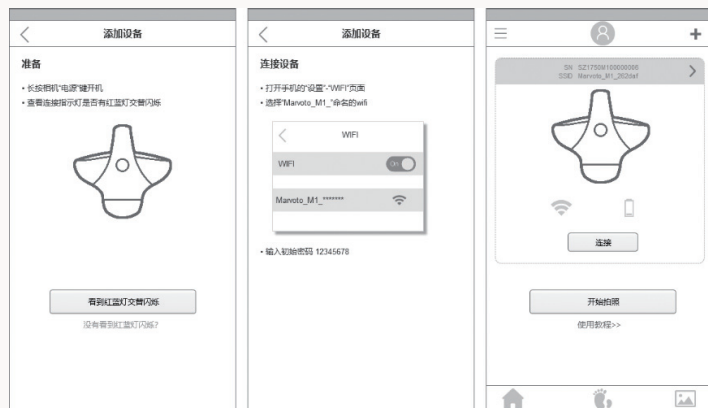 添加设备
准备
• 长按相机“电源”键开机
• 查看连接指示灯是否有红蓝灯交替闪烁
看到红蓝灯交替闪烁
没有看到红蓝灯闪烁?
添加设备
连接设备
• 打开手机的“设置”-“WIFI”页面
• 选择“Marvoto_M1_”命名的wifi
WIFI
WIFI
ON
Marvoto_M1_*******
• 输入初始密码 12345678
SN SZ1750M100006096
SSID Marvoto_M1_262daf
连接
开始拍照
使用教程>>